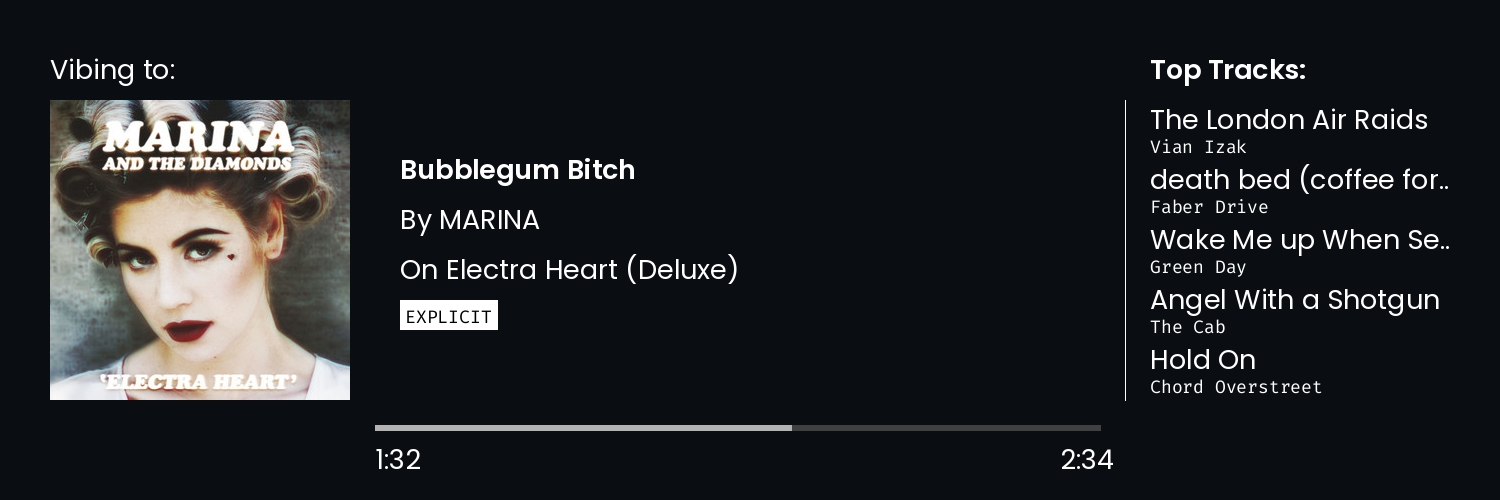 Vibing to:
MARINA
AND THE DIAMONDS
'ELECTRA HEART'
Bubblegum Bitch
By MARINA
On Electra Heart (Deluxe)
EXPLICIT
1:32
2:34
Top Tracks:
The London Air Raids
Vian Izak
death bed (coffee for..
Faber Drive
Wake Me up When Se..
Green Day
Angel With a Shotgun
The Cab
Hold On
Chord Overstreet